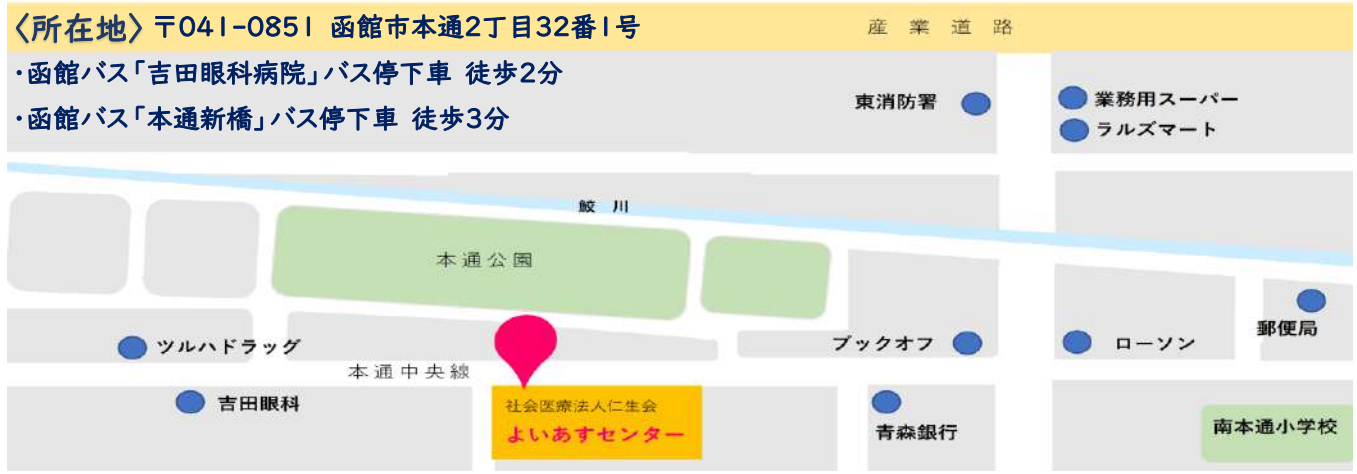 〈所在地〉〒041-0851 函館市本通2丁目32番1号
・函館バス「吉田眼科病院」バス停下車 徒歩2分
・函館バス「本通新橋」バス停下車 徒歩3分
産業道路
東消防署
業務用スーパー
ラルズマート
鮫川
本通公園
ツルハドラッグ
ブックオフ
ローソン
郵便局
本通中央線
吉田眼科
社会医療法人仁生会
よいあすセンター
青森銀行
南本通小学校